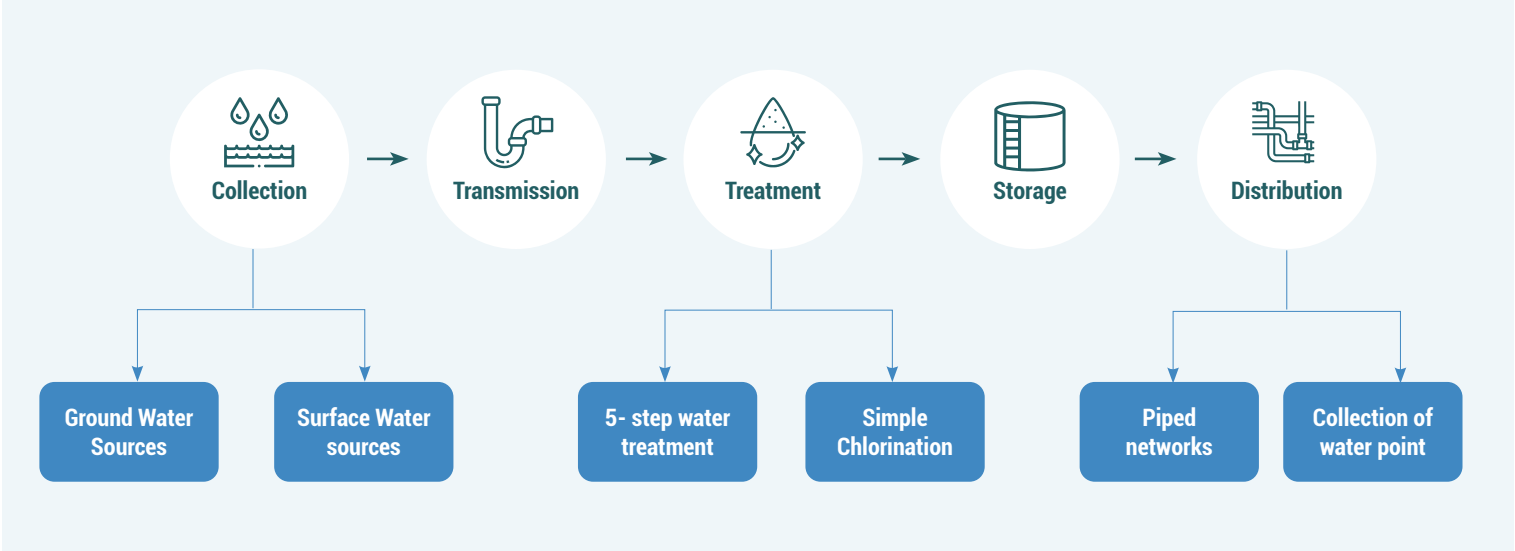 Collection
Transmission
Treatment
Storage
Distribution
Ground Water
Sources
Surface Water
sources
5- step water
treatment
Simple
Chlorination
Piped
networks
Collection of
water point